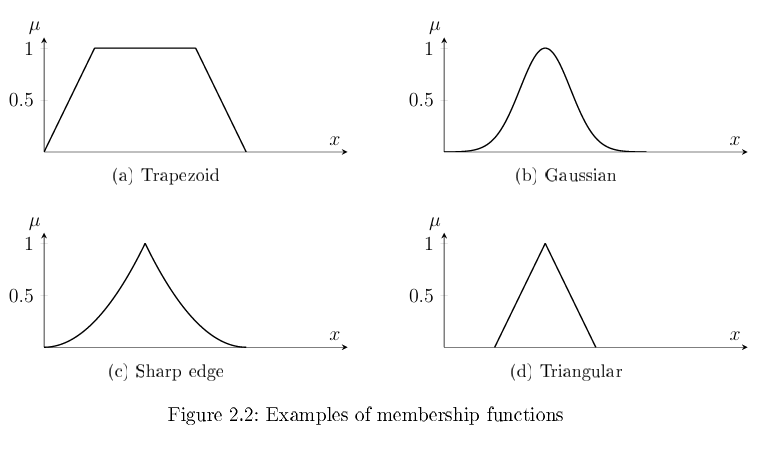 μ
1
0.5
x
(a) Trapezoid
μ
1
0.5
x
(b) Gaussian
μ
1
0.5
x
(c) Sharp edge
μ
1
0.5
x
(d) Triangular
Figure 2.2: Examples of membership functions